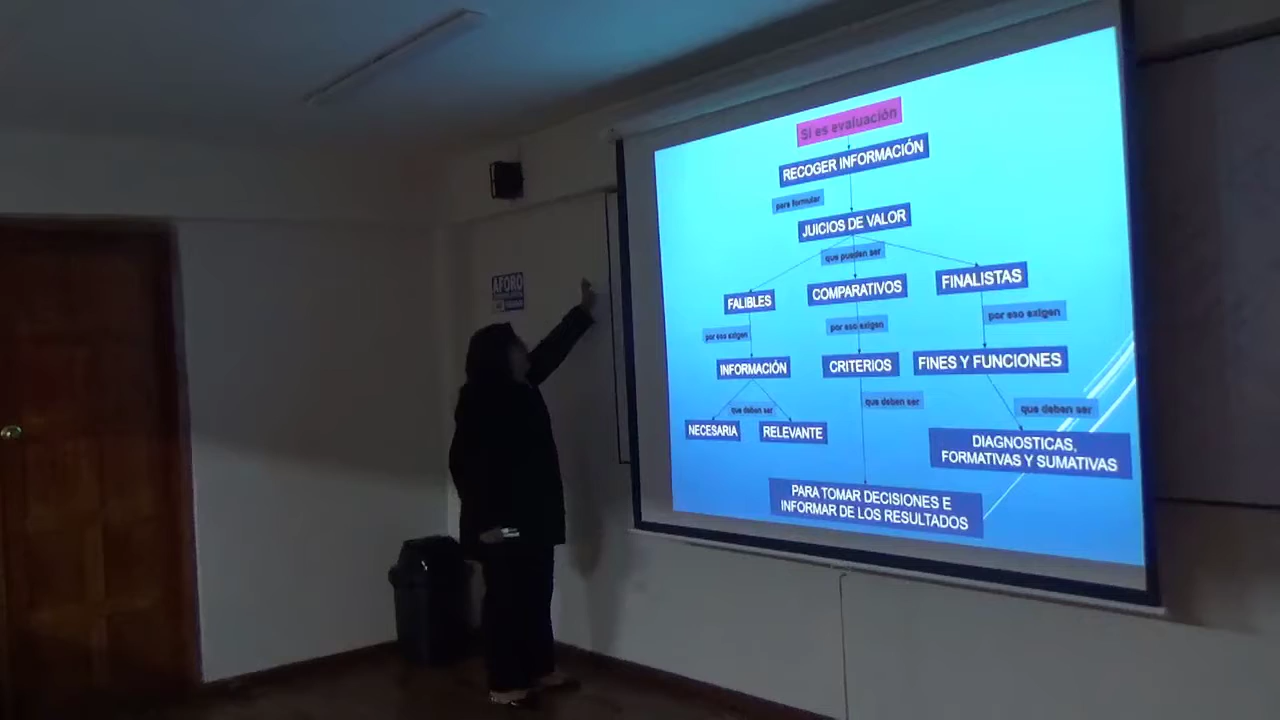 Si es evaluación
RECOGER INFORMACIÓN
para formular
JUICIOS DE VALOR
que pueden ser
FALIBLES
COMPARATIVOS
FINALISTAS
por eso exigen
por eso exigen
por eso exigen
INFORMACIÓN
CRITERIOS
FINES Y FUNCIONES
que deben ser
que deben ser
que deben ser
NECESARIA
RELEVANTE
DIAGNOSTICAS,
FORMATIVAS Y SUMATIVAS
PARA TOMAR DECISIONES E
INFORMAR DE LOS RESULTADOS
AFORO